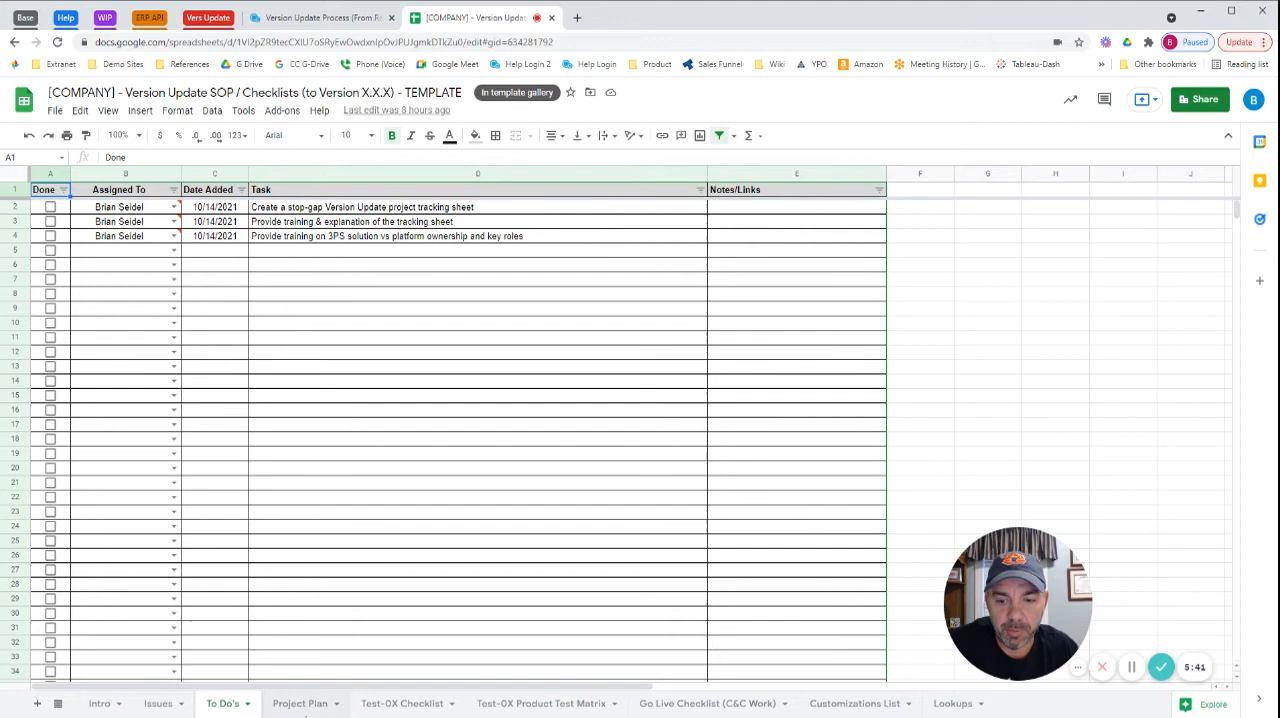 Base Help WIP ERP API Vers Update Version Update Process (From Re [COMPANY] - Version Updat
docs.google.com/spreadsheets/d/ Paused Update
Extranet Demo Sites References G Drive CC G-Drive Phone (Voice) Google Meet Help Login 2 Help Login Product Sales Funnel Wiki YPO Amazon Meeting History | G... Tableau-Dash Other bookmarks Reading list
[COMPANY] - Version Update SOP / Checklists (to Version X.X.X) - TEMPLATE In template gallery
File Edit View Insert Format Data Tools Add-ons Help Last edit was 8 hours ago Share B
100% $ % .0 .00 123 Arial 10 B I S A
A1 fx Done
A B C D E F G H I J
1 Done Assigned To Date Added Task Notes/Links
2 Brian Seidel 10/14/2021 Create a stop-gap Version Update project tracking sheet
3 Brian Seidel 10/14/2021 Provide training & explanation of the tracking sheet
4 Brian Seidel 10/14/2021 Provide training on 3PS solution vs platform ownership and key roles
5
6
7
8
9
10
11
12
13
14
15
16
17
18
19
20
21
22
23
24
25
26
27
28
29
30
31
32
33
34
5:41
Intro Issues To Do's Project Plan Test-0X Checklist Test-0X Product Test Matrix Go Live Checklist (C&C Work) Customizations List Lookups Explore